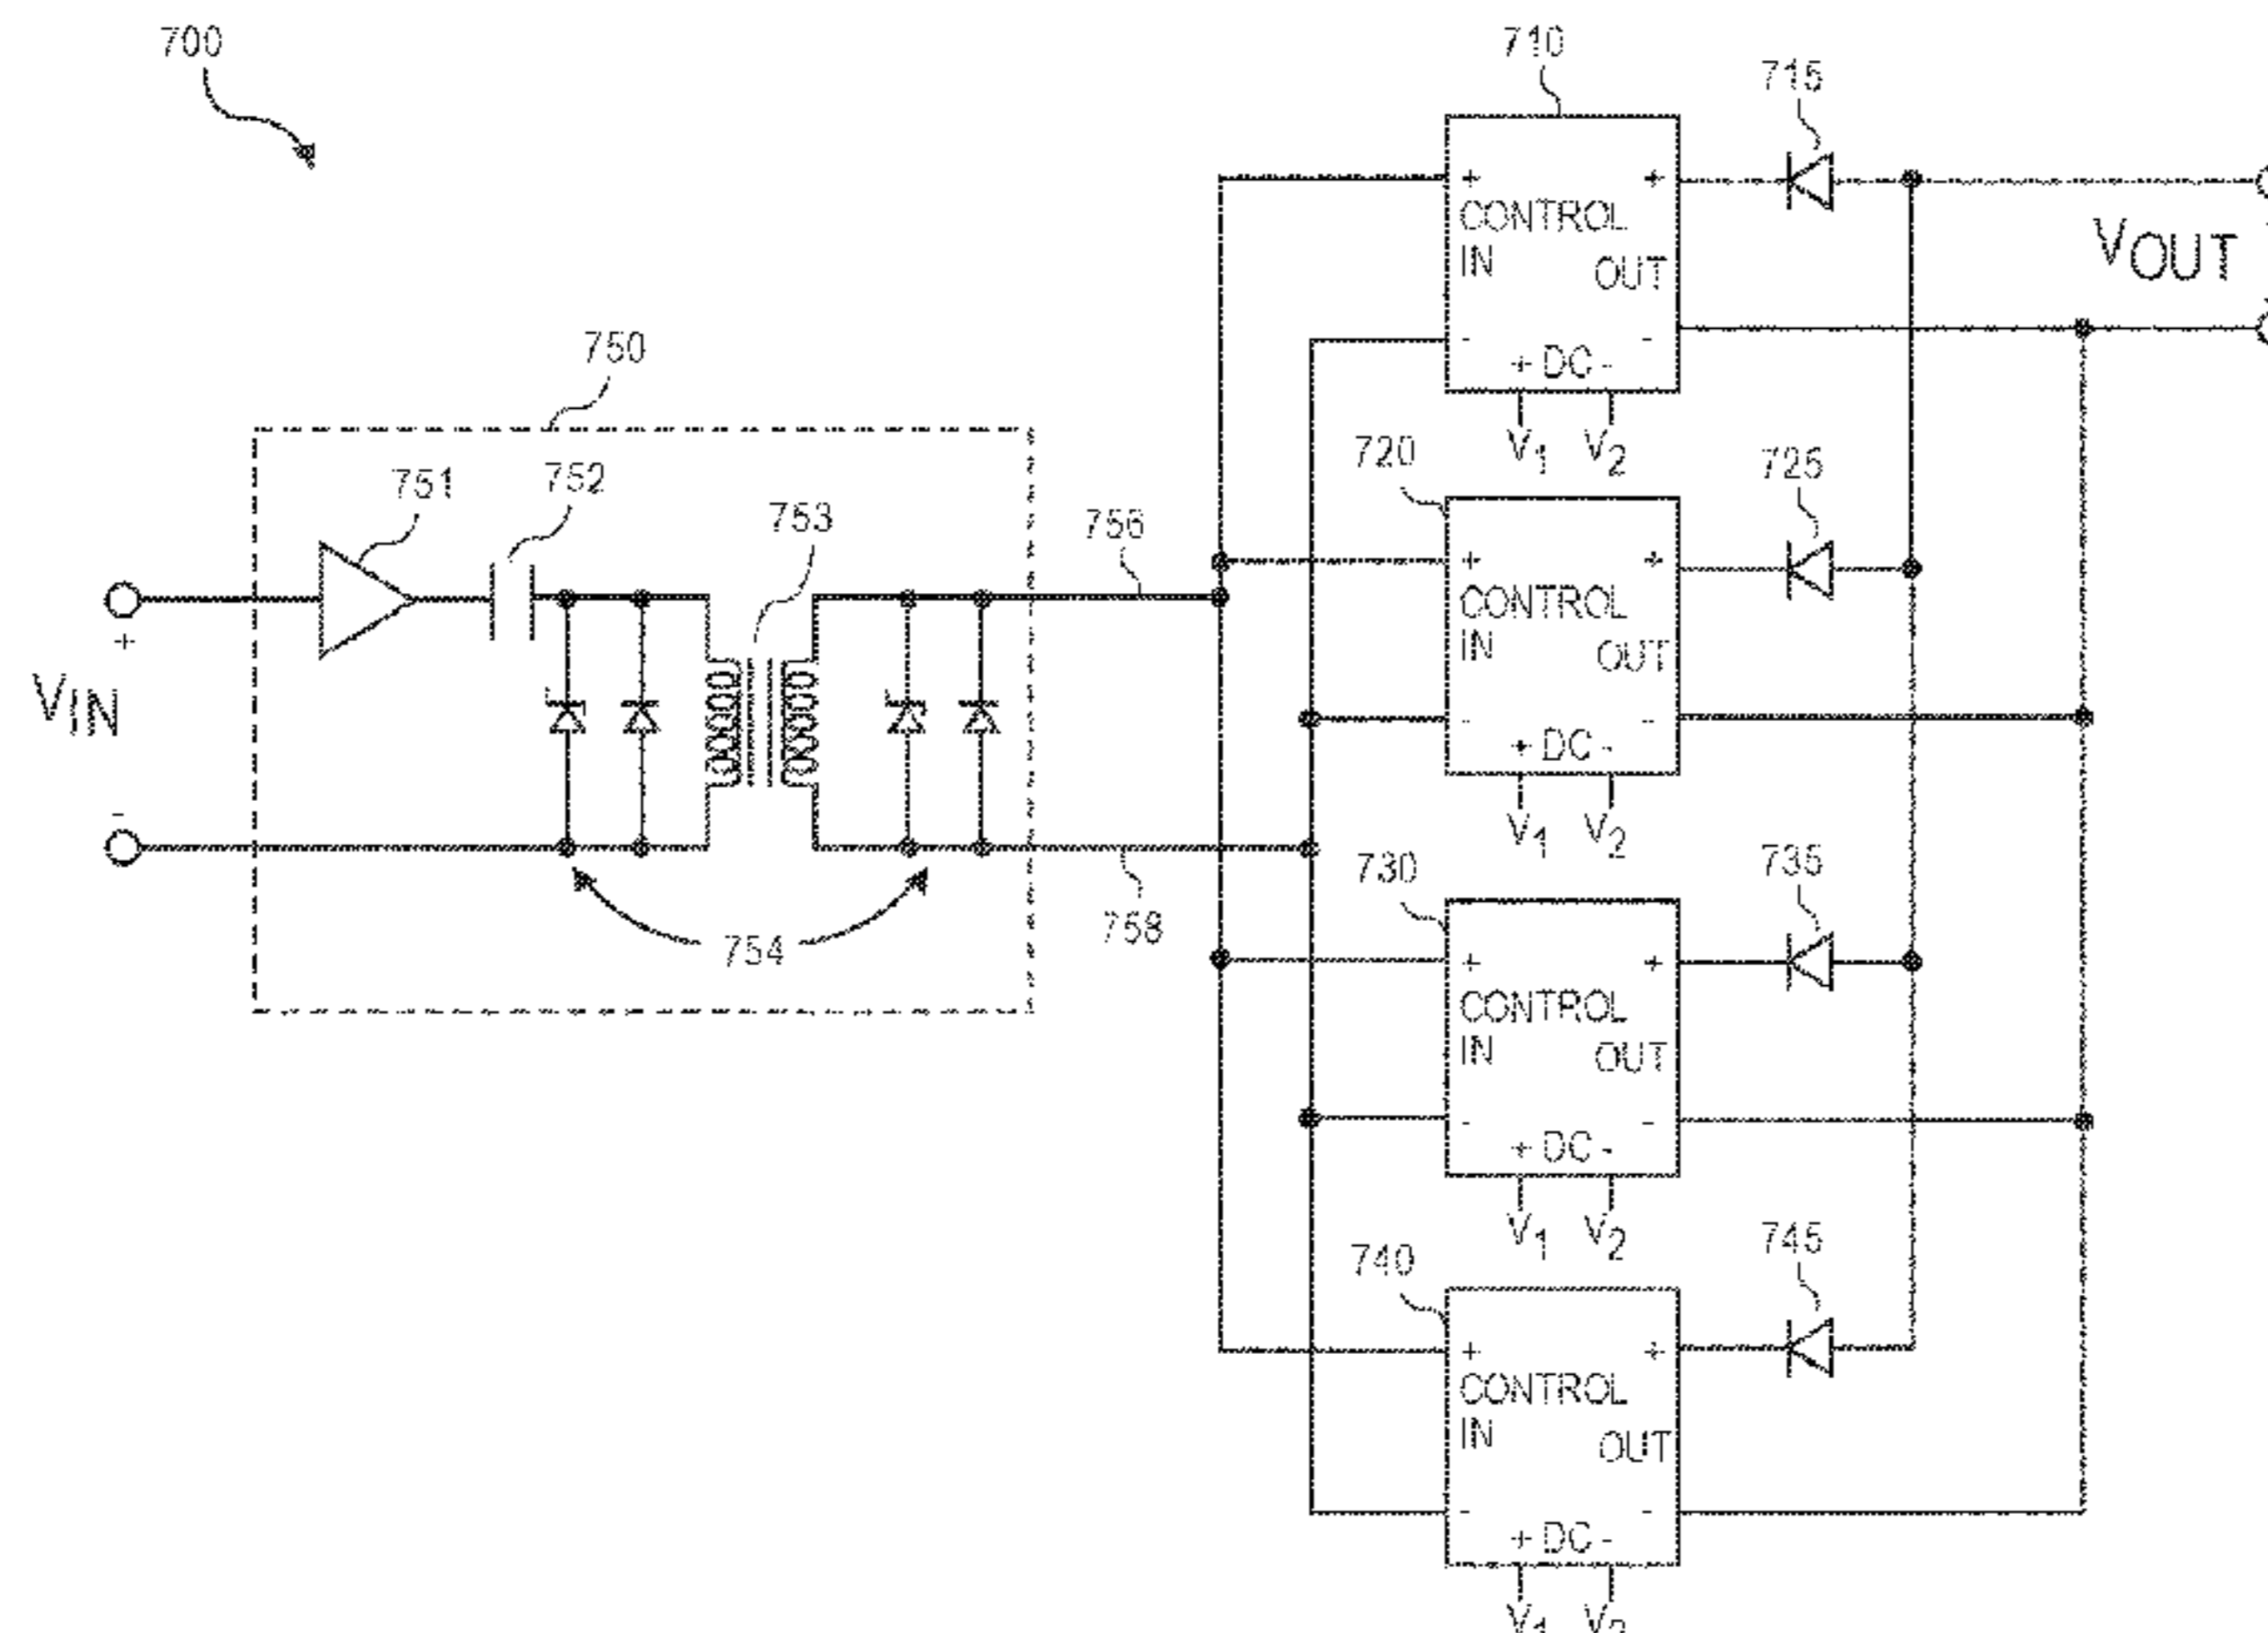 700
710
715
+ +
CONTROL
IN
OUT
- -
+ DC -
V1 V2
VOUT
750
751
752
753
754
756
758
+
VIN
-
720
725
+ +
CONTROL
IN
OUT
- -
+ DC -
V1 V2
730
735
+ +
CONTROL
IN
OUT
- -
+ DC -
V1 V2
740
745
+ +
CONTROL
IN
OUT
- -
+ DC -
V1 V2